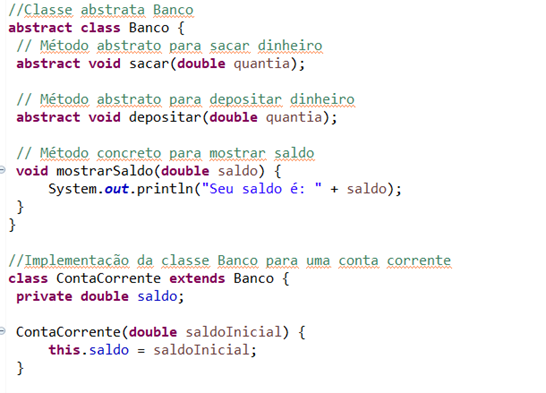 //Classe abstrata Banco
abstract class Banco {
// Método abstrato para sacar dinheiro
abstract void sacar(double quantia);
// Método abstrato para depositar dinheiro
abstract void depositar(double quantia);
// Método concreto para mostrar saldo
void mostrarSaldo(double saldo) {
System.out.println("Seu saldo é: " + saldo);
}
}
//Implementação da classe Banco para uma conta corrente
class ContaCorrente extends Banco {
private double saldo;
ContaCorrente(double saldoInicial) {
this.saldo = saldoInicial;
}